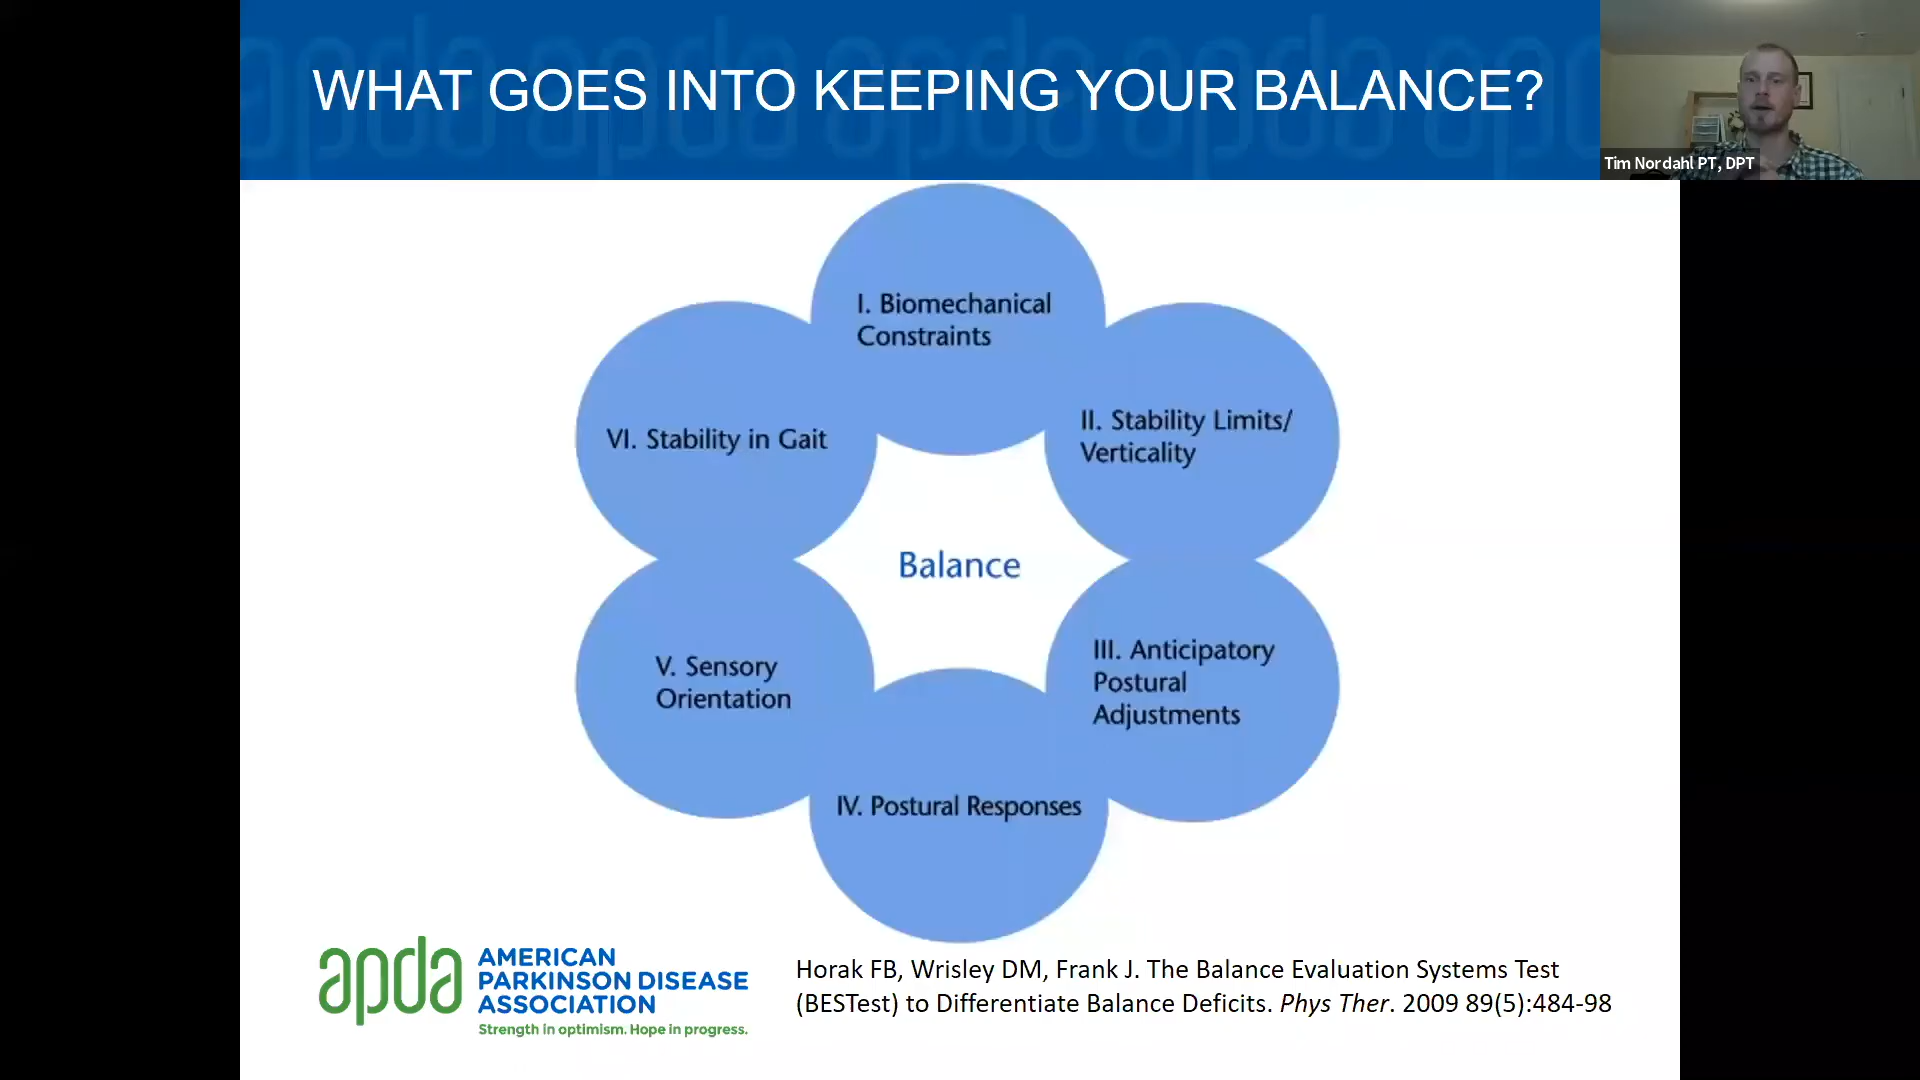 WHAT GOES INTO KEEPING YOUR BALANCE?
Tim Nordahl PT, DPT
I. Biomechanical
Constraints
II. Stability Limits/
Verticality
III. Anticipatory
Postural
Adjustments
IV. Postural Responses
V. Sensory
Orientation
VI. Stability in Gait
Balance
apda
AMERICAN
PARKINSON DISEASE
ASSOCIATION
Strength in optimism. Hope in progress.
Horak FB, Wrisley DM, Frank J. The Balance Evaluation Systems Test
(BESTest) to Differentiate Balance Deficits. Phys Ther. 2009 89(5):484-98